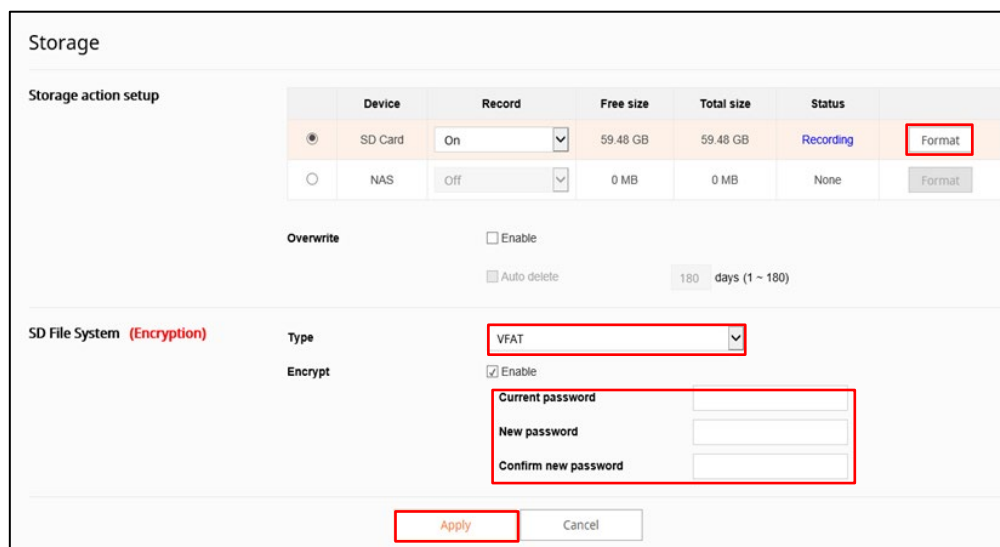 Storage
Storage action setup
Device Record Free size Total size Status
SD Card On 59.48 GB 59.48 GB Recording Format
NAS Off 0 MB 0 MB None Format
Overwrite Enable
Auto delete 180 days (1 ~ 180)
SD File System (Encryption) Type VFAT
Encrypt Enable
Current password
New password
Confirm new password
Apply Cancel